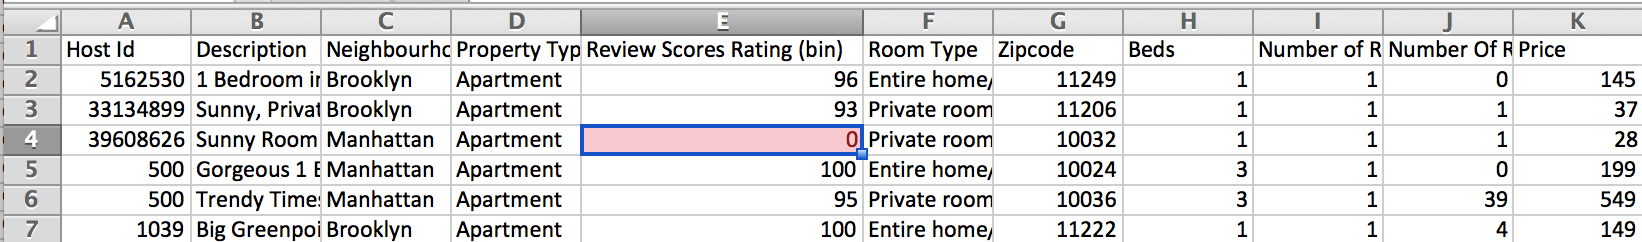 A B C D E F G H I J K
1 Host Id Description Neighbourho Property Typ Review Scores Rating (bin) Room Type Zipcode Beds Number of R Number Of R Price
2 5162530 1 Bedroom in Brooklyn Apartment 96 Entire home/ 11249 1 1 0 145
3 33134899 Sunny, Privat Brooklyn Apartment 93 Private room 11206 1 1 1 37
4 39608626 Sunny Room Manhattan Apartment 0 Private room 10032 1 1 1 28
5 500 Gorgeous 1 B Manhattan Apartment 100 Entire home/ 10024 3 1 0 199
6 500 Trendy Times Manhattan Apartment 95 Private room 10036 3 1 39 549
7 1039 Big Greenpoi Brooklyn Apartment 100 Entire home/ 11222 1 1 4 149